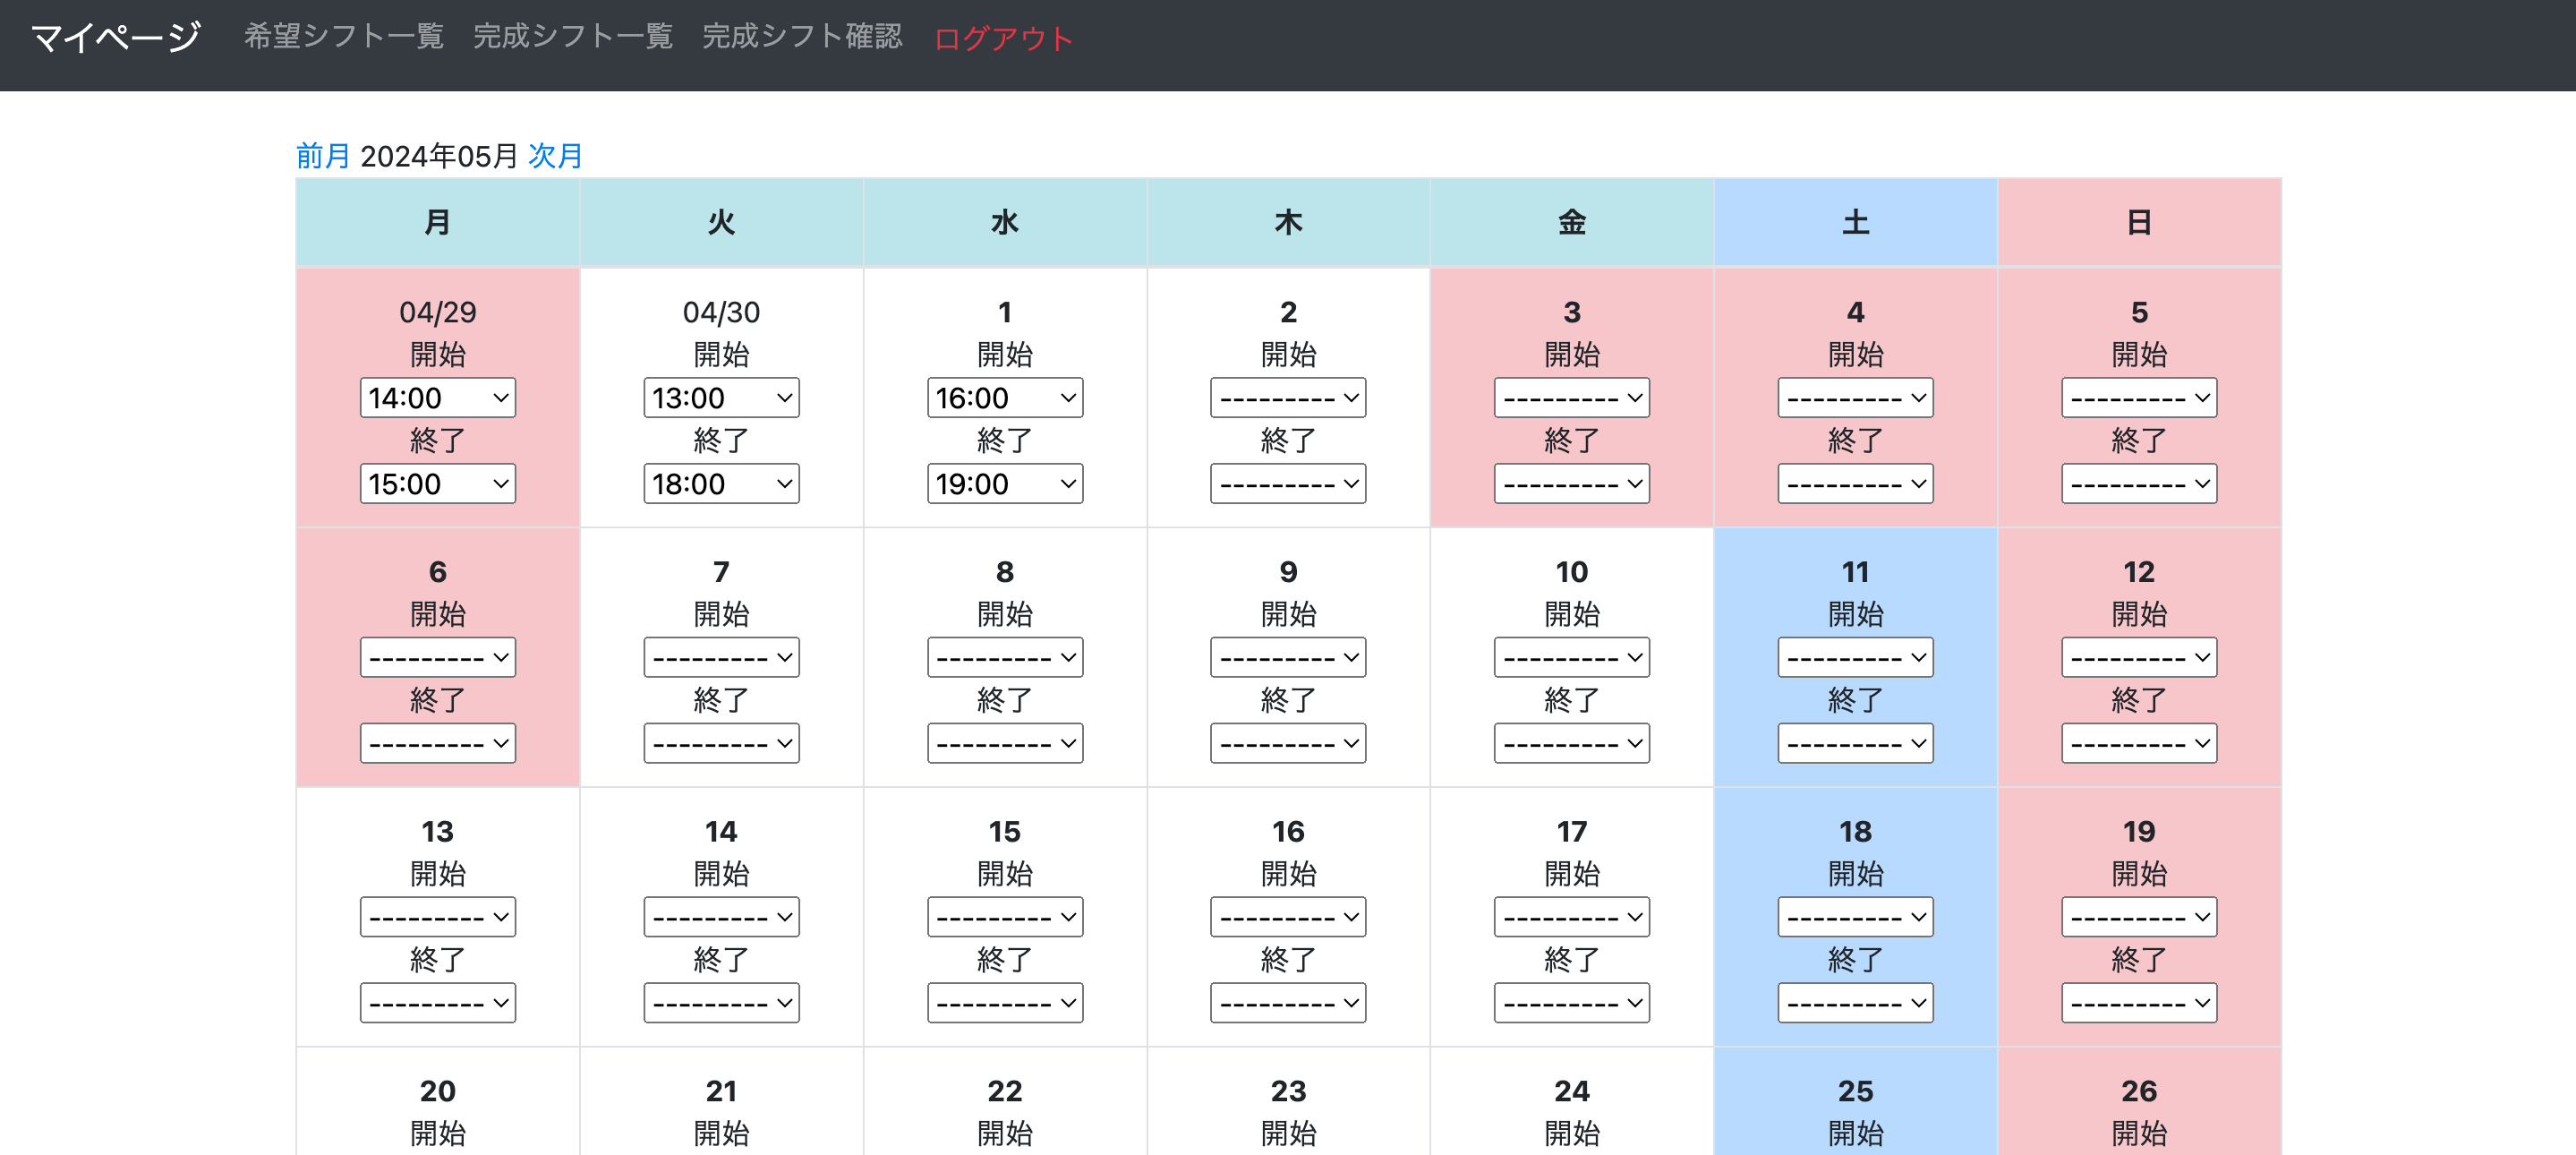 マイページ 希望シフト一覧 完成シフト一覧 完成シフト確認 ログアウト
前月 2024年05月 次月
月 火 水 木 金 土 日
04/29 04/30 1 2 3 4 5
開始 開始 開始 開始 開始 開始 開始
14:00 13:00 16:00 --------- --------- --------- ---------
終了 終了 終了 終了 終了 終了 終了
15:00 18:00 19:00 --------- --------- --------- ---------
6 7 8 9 10 11 12
開始 開始 開始 開始 開始 開始 開始
--------- --------- --------- --------- --------- --------- ---------
終了 終了 終了 終了 終了 終了 終了
--------- --------- --------- --------- --------- --------- ---------
13 14 15 16 17 18 19
開始 開始 開始 開始 開始 開始 開始
--------- --------- --------- --------- --------- --------- ---------
終了 終了 終了 終了 終了 終了 終了
--------- --------- --------- --------- --------- --------- ---------
20 21 22 23 24 25 26
開始 開始 開始 開始 開始 開始 開始